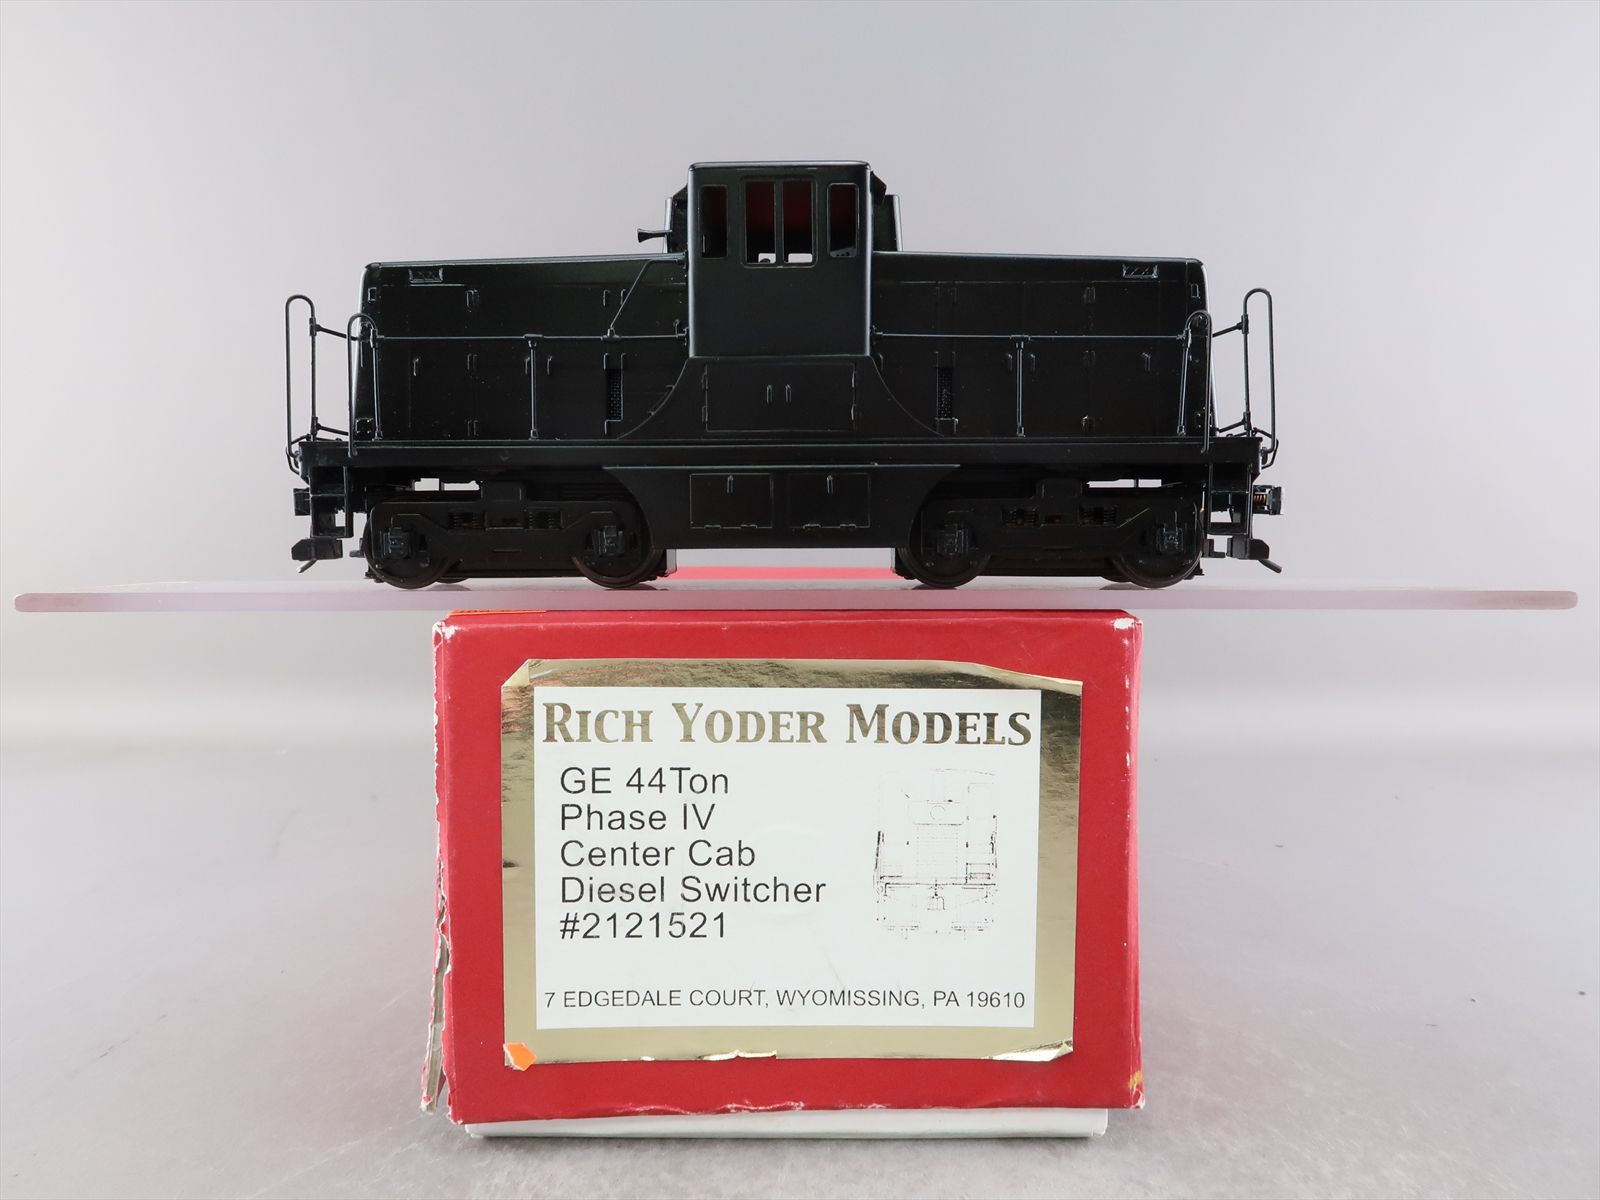 RICH YODER MODELS
GE 44Ton
Phase IV
Center Cab
Diesel Switcher
#2121521
7 EDGEDALE COURT, WYOMISSING, PA 19610